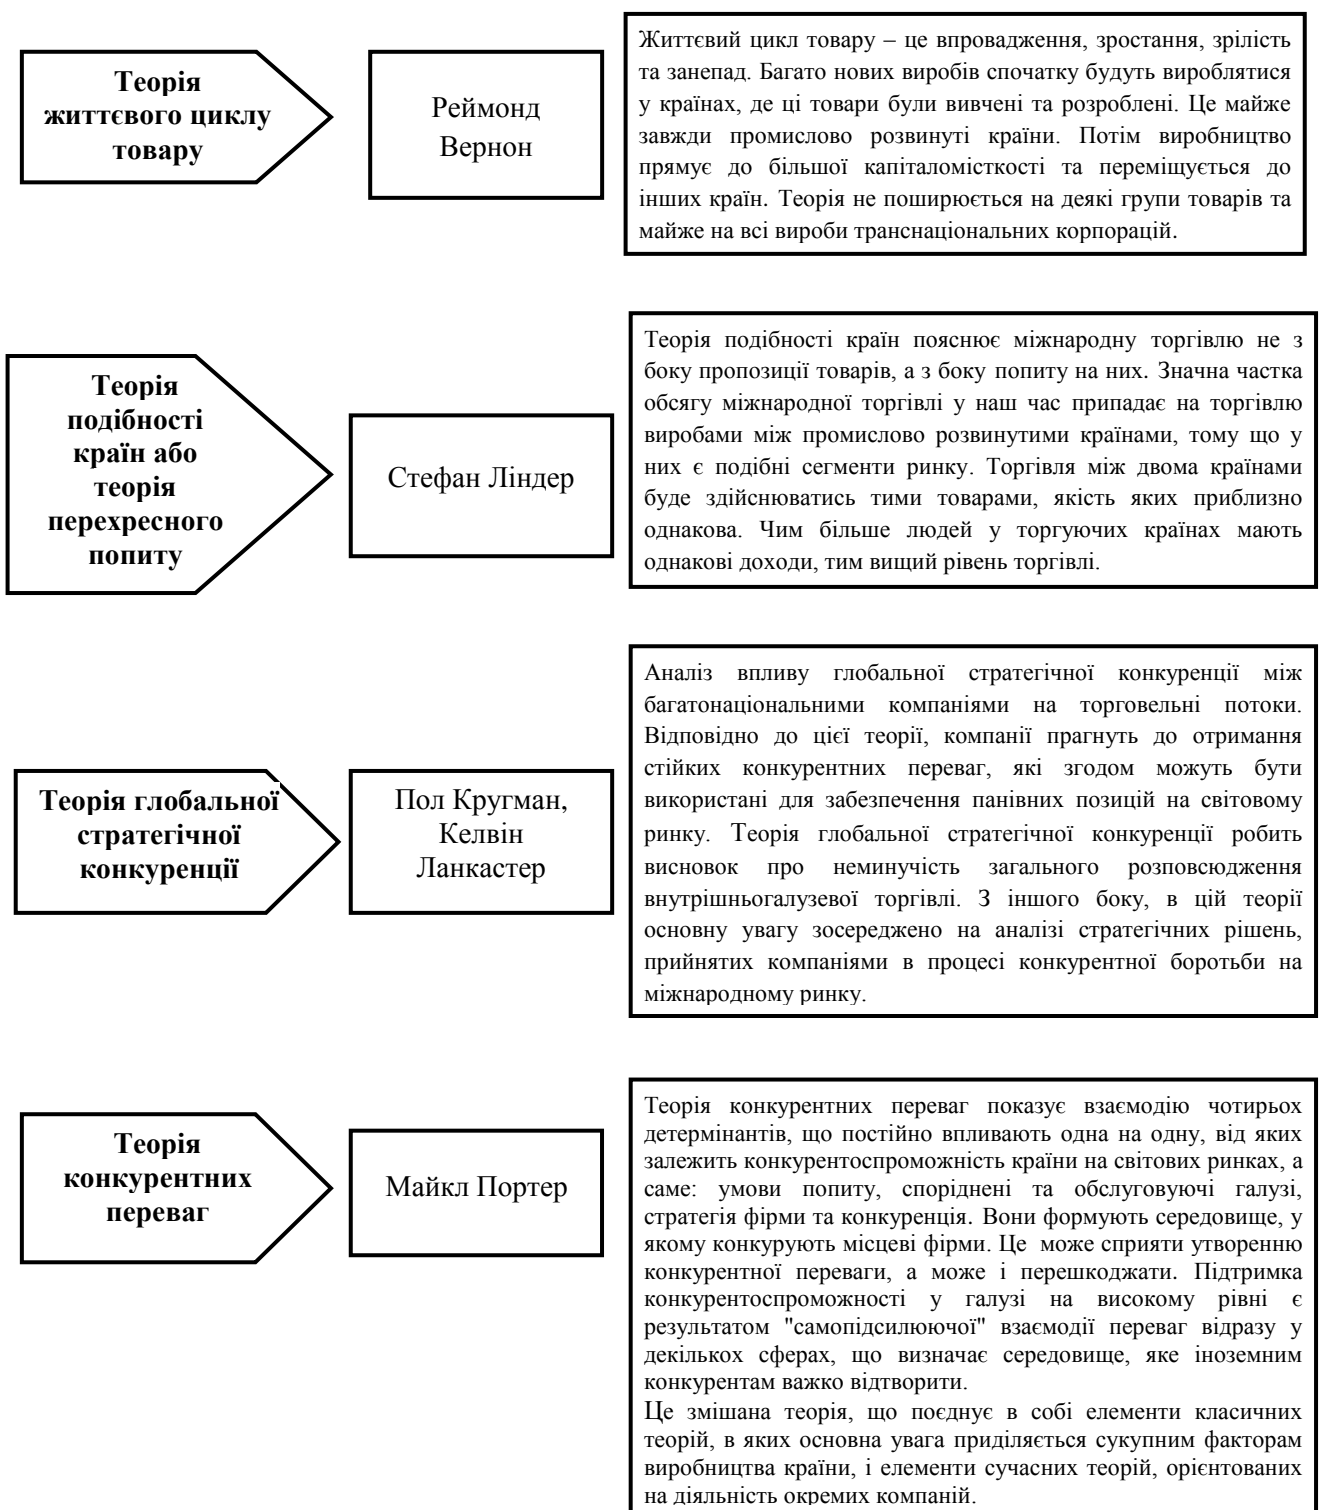 Теорія
життєвого циклу
товару
Реймонд
Вернон
Життєвий цикл товару – це впровадження, зростання, зрілість
та занепад. Багато нових виробів спочатку будуть вироблятися
у країнах, де ці товари були вивчені та розроблені. Це майже
завжди промислово розвинуті країни. Потім виробництво
прямує до більшої капіталомісткості та переміщується до
інших країн. Теорія не поширюється на деякі групи товарів та
майже на всі вироби транснаціональних корпорацій.
Теорія
подібності
країн або
теорія
перехресного
попиту
Стефан Ліндер
Теорія подібності країн пояснює міжнародну торгівлю не з
боку пропозиції товарів, а з боку попиту на них. Значна частка
обсягу міжнародної торгівлі у наш час припадає на торгівлю
виробами між промислово розвинутими країнами, тому що у
них є подібні сегменти ринку. Торгівля між двома країнами
буде здійснюватись тими товарами, якість яких приблизно
однакова. Чим більше людей у торгуючих країнах мають
однакові доходи, тим вищий рівень торгівлі.
Теорія глобальної
стратегічної
конкуренції
Пол Кругман,
Келвін
Ланкастер
Аналіз впливу глобальної стратегічної конкуренції між
багатонаціональними компаніями на торговельні потоки.
Відповідно до цієї теорії, компанії прагнуть до отримання
стійких конкурентних переваг, які згодом можуть бути
використані для забезпечення панівних позицій на світовому
ринку. Теорія глобальної стратегічної конкуренції робить
висновок про неминучість загального розповсюдження
внутрішньогалузевої торгівлі. З іншого боку, в цій теорії
основну увагу зосереджено на аналізі стратегічних рішень,
прийнятих компаніями в процесі конкурентної боротьби на
міжнародному ринку.
Теорія
конкурентних
переваг
Майкл Портер
Теорія конкурентних переваг показує взаємодію чотирьох
детермінантів, що постійно впливають одна на одну, від яких
залежить конкурентоспроможність країни на світових ринках, а
саме: умови попиту, споріднені та обслуговуючі галузі,
стратегія фірми та конкуренція. Вони формують середовище, у
якому конкурують місцеві фірми. Це може сприяти утворенню
конкурентної переваги, а може і перешкоджати. Підтримка
конкурентоспроможності у галузі на високому рівні є
результатом "самопідсилюючої" взаємодії переваг відразу у
декількох сферах, що визначає середовище, яке іноземним
конкурентам важко відтворити.
Це змішана теорія, що поєднує в собі елементи класичних
теорій, в яких основна увага приділяється сукупним факторам
виробництва країни, і елементи сучасних теорій, орієнтованих
на діяльність окремих компаній.